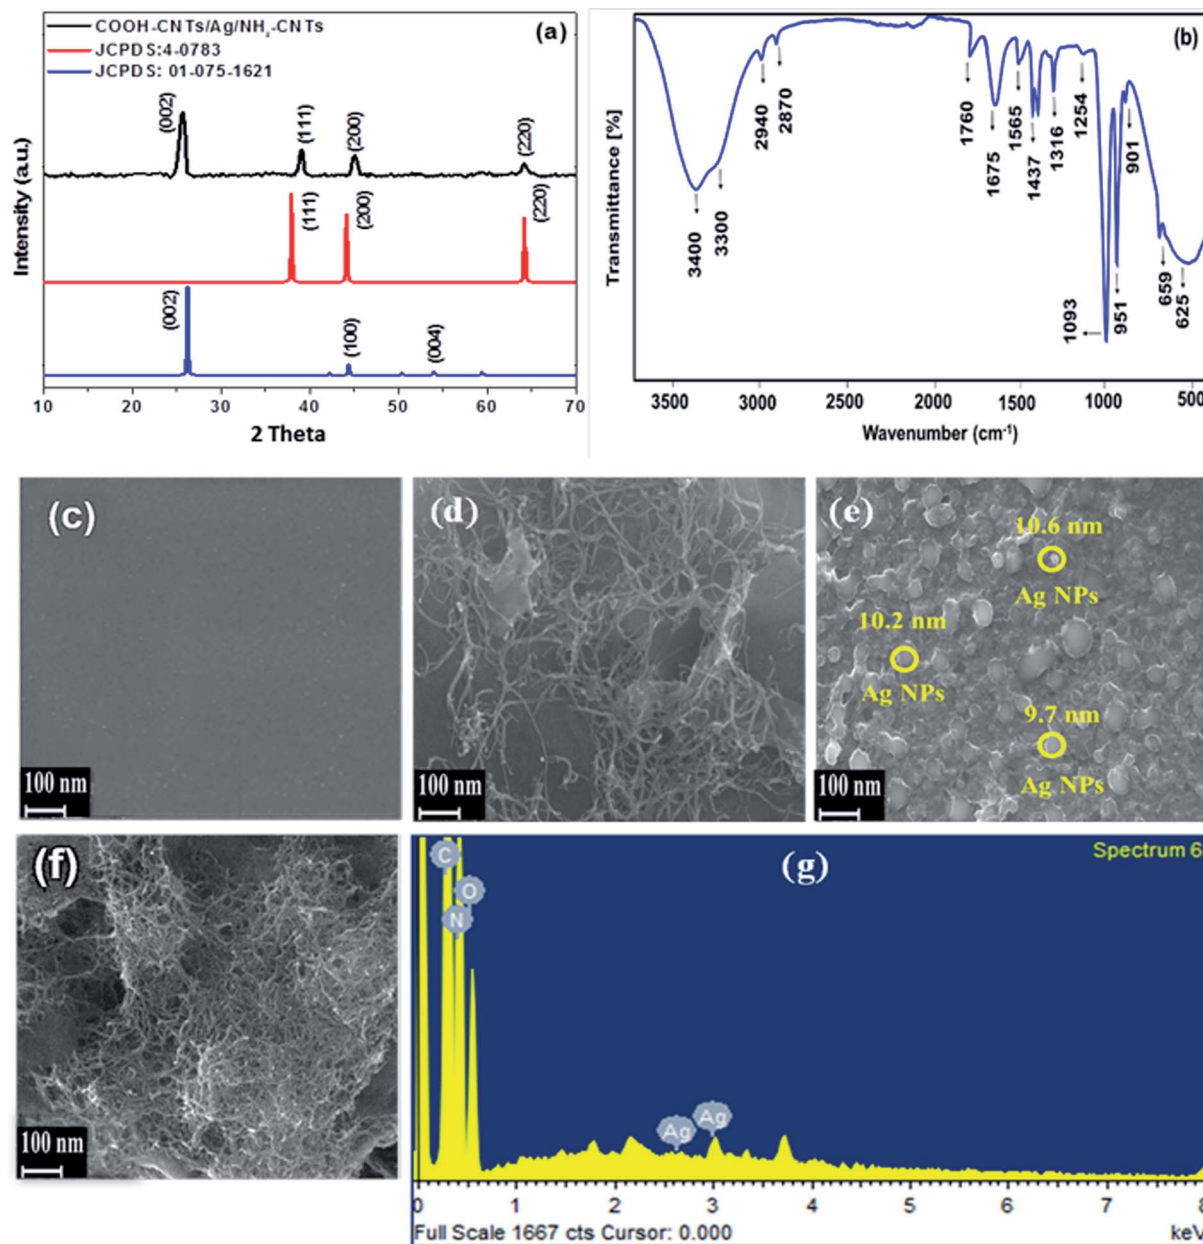 COOH-CNTs/Ag/NH₂-CNTs
JCPDS:4-0783
JCPDS: 01-075-1621
(a)
(002)
(111)
(200)
(220)
(111)
(200)
(220)
(002)
(100)
(004)
Intensity (a.u.)
10 20 30 40 50 60 70
2 Theta
(b)
Transmittance [%]
3400
3300
2940
2870
1760
1675
1565
1437
1316
1254
1093
951
901
659
625
3500 3000 2500 2000 1500 1000 500
Wavenumber (cm⁻¹)
(c)
100 nm
(d)
100 nm
(e)
10.6 nm
Ag NPs
10.2 nm
Ag NPs
9.7 nm
Ag NPs
100 nm
(f)
100 nm
(g)
Spectrum 6
C
O
N
Ag
Ag
0 1 2 3 4 5 6 7 8
Full Scale 1667 cts Cursor: 0.000
keV